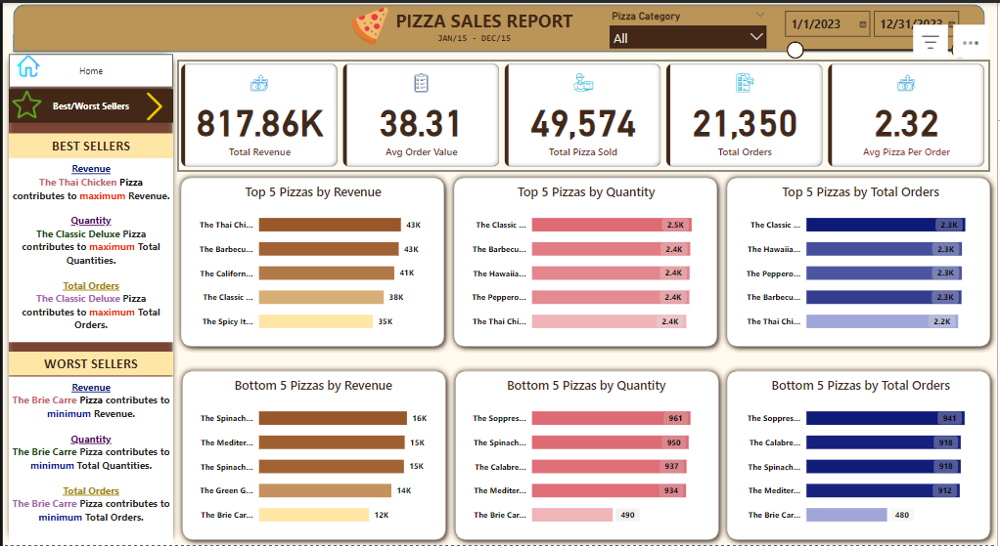 PIZZA SALES REPORT
JAN/15 - DEC/15
Pizza Category
All
1/1/2023
12/31/2023
Home
Best/Worst Sellers
BEST SELLERS
Revenue
The Thai Chicken Pizza
contributes to maximum Revenue.
Quantity
The Classic Deluxe Pizza
contributes to maximum Total
Quantities.
Total Orders
The Classic Deluxe Pizza
contributes to maximum Total
Orders.
WORST SELLERS
Revenue
The Brie Carre Pizza contributes to
minimum Revenue.
Quantity
The Brie Carre Pizza contributes to
minimum Total Quantities.
Total Orders
The Brie Carre Pizza contributes to
minimum Total Orders.
817.86K
Total Revenue
38.31
Avg Order Value
49,574
Total Pizza Sold
21,350
Total Orders
2.32
Avg Pizza Per Order
Top 5 Pizzas by Revenue
The Thai Chi... 43K
The Barbecu... 43K
The Californ... 41K
The Classic ... 38K
The Spicy It... 35K
Top 5 Pizzas by Quantity
The Classic ... 2.5K
The Barbecu... 2.4K
The Hawaiia... 2.4K
The Peppero... 2.4K
The Thai Chi... 2.4K
Top 5 Pizzas by Total Orders
The Classic ... 2.3K
The Hawaiia... 2.3K
The Peppero... 2.3K
The Barbecu... 2.3K
The Thai Chi... 2.2K
Bottom 5 Pizzas by Revenue
The Spinach... 16K
The Mediter... 15K
The Spinach... 15K
The Green G... 14K
The Brie Car... 12K
Bottom 5 Pizzas by Quantity
The Soppres... 961
The Spinach... 950
The Calabre... 937
The Mediter... 934
The Brie Car... 490
Bottom 5 Pizzas by Total Orders
The Soppres... 941
The Calabre... 918
The Spinach... 918
The Mediter... 912
The Brie Car... 480